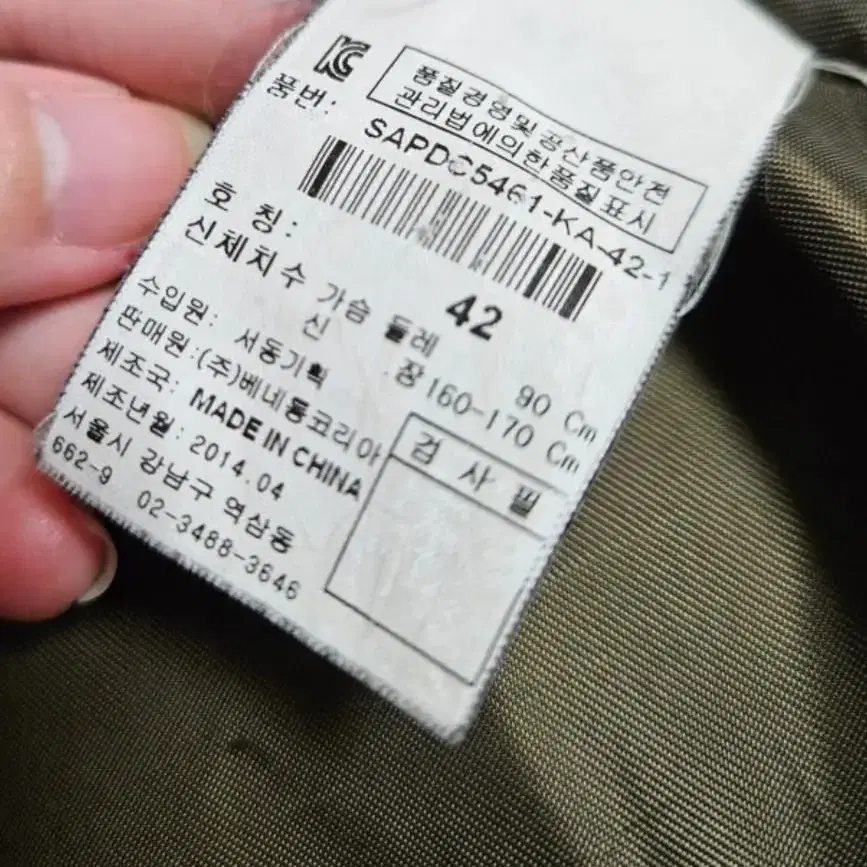 KC
품질경영및공산품안전
관리법에의한품질표시
품번:
SAPDC5461-KA-42-1
호 칭: 42
신체치수 가슴 둘레 90 Cm
신 장 160-170 Cm
수입원: 서동기획
판매원:(주)베네통코리아
제조국: MADE IN CHINA
제조년월: 2014.04
서울시 강남구 역삼동
662-9 02-3488-3646
검 사 필